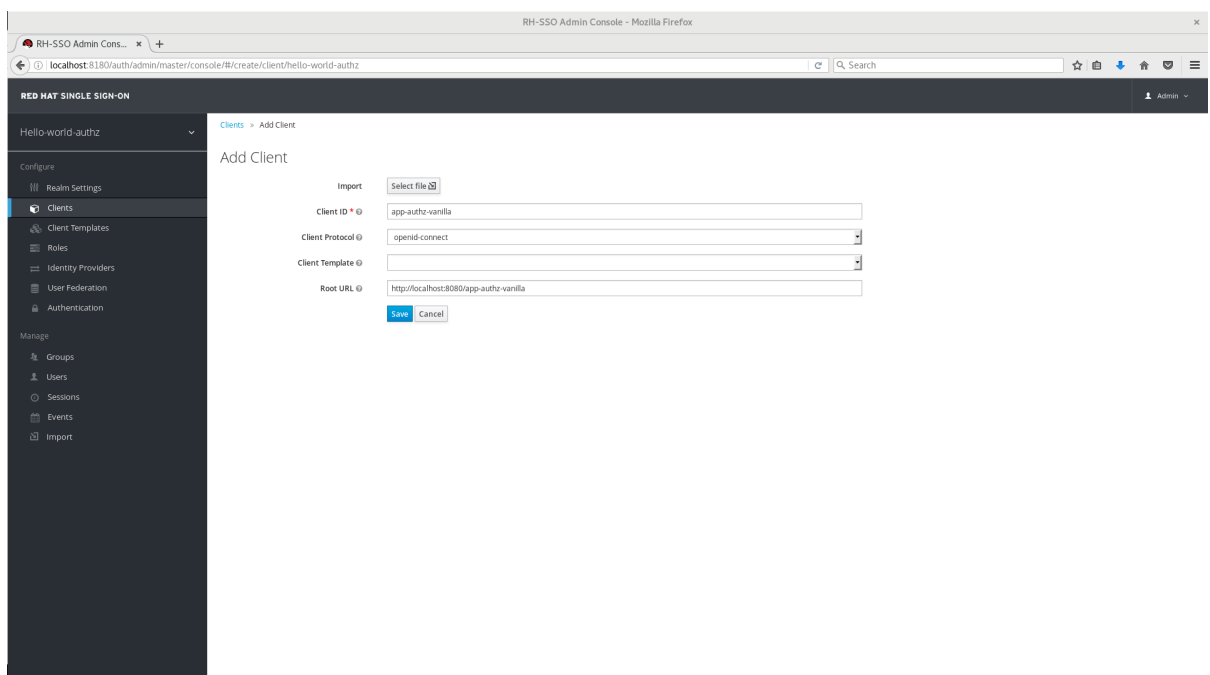 RH-SSO Admin Console - Mozilla Firefox
RH-SSO Admin Cons...
localhost:8180/auth/admin/master/console/#/create/client/hello-world-authz
Search
RED HAT SINGLE SIGN-ON
Admin
Hello-world-authz
Configure
Realm Settings
Clients
Client Templates
Roles
Identity Providers
User Federation
Authentication
Manage
Groups
Users
Sessions
Events
Import
Clients » Add Client
Add Client
Import Select file
Client ID * app-authz-vanilla
Client Protocol openid-connect
Client Template
Root URL http://localhost:8080/app-authz-vanilla
Save Cancel